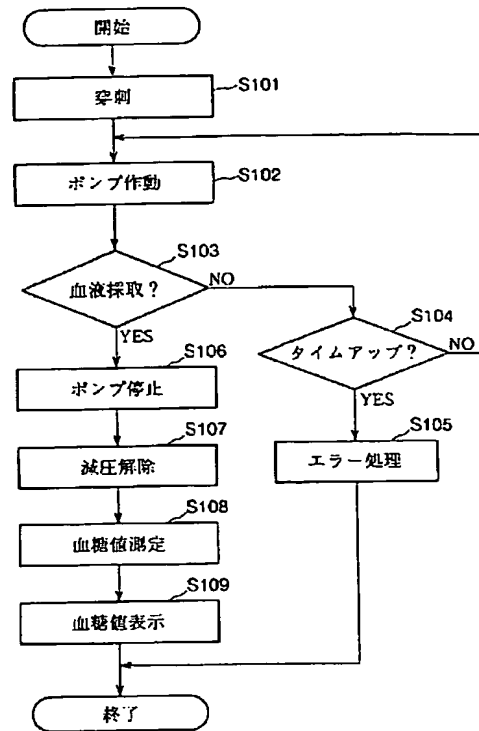 開始
穿刺
S101
ポンプ作動
S102
血液採取？
S103
NO
YES
タイムアップ？
S104
NO
YES
ポンプ停止
S106
エラー処理
S105
減圧解除
S107
血糖値測定
S108
血糖値表示
S109
終了